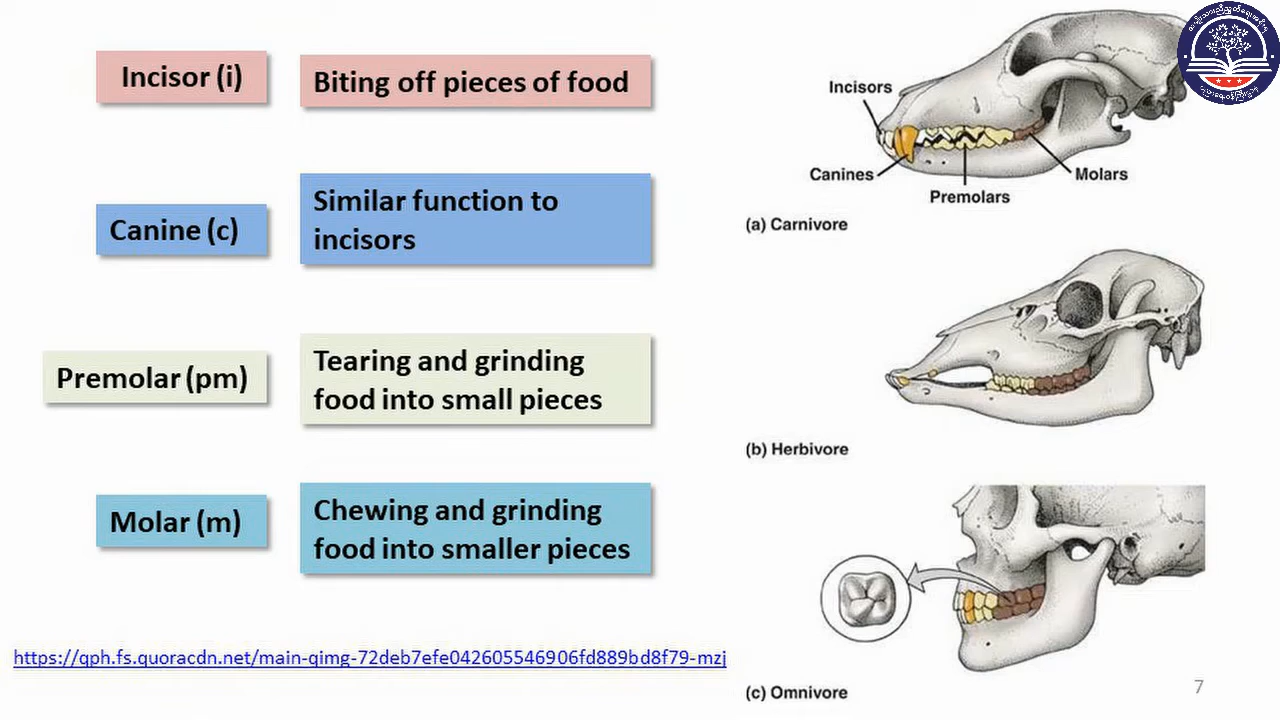 Incisor (i)
Biting off pieces of food
Canine (c)
Similar function to
incisors
Premolar (pm)
Tearing and grinding
food into small pieces
Molar (m)
Chewing and grinding
food into smaller pieces
https://qph.fs.quoracdn.net/main-qimg-72deb7efe042605546906fd889bd8f79-mzj
Incisors
Canines
Premolars
Molars
(a) Carnivore
(b) Herbivore
(c) Omnivore
7